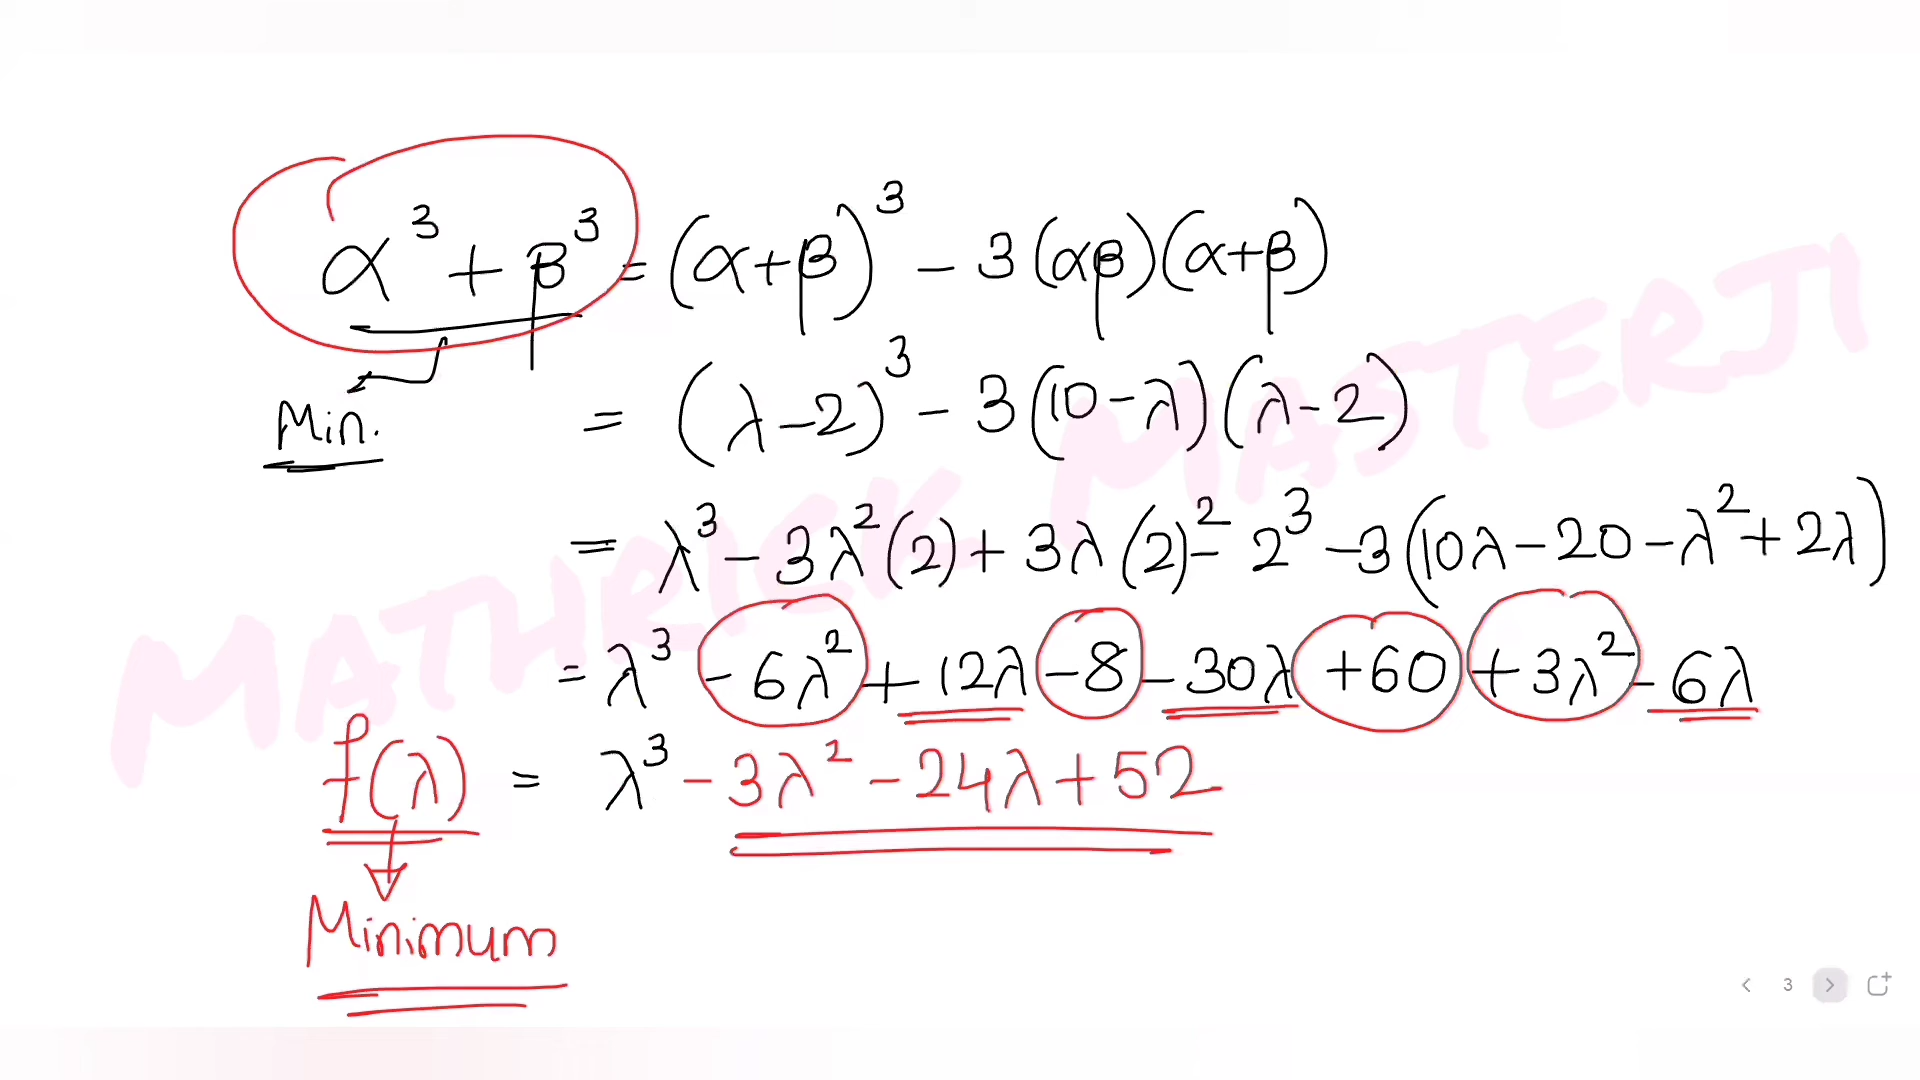 α³ + β³ = (α+β)³ - 3(αβ)(α+β)
Min.
= (λ-2)³ - 3(10-λ)(λ-2)
= λ³ - 3λ²(2) + 3λ(2)² - 2³ - 3(10λ-20-λ²+2λ)
= λ³ - 6λ² + 12λ - 8 - 30λ + 60 + 3λ² - 6λ
f(λ) = λ³ - 3λ² - 24λ + 52
Minimum
MATHRICK MASTERJI
3